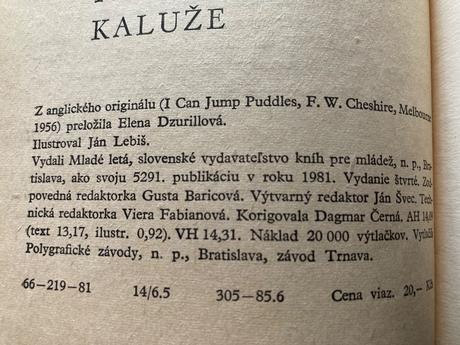 KALUŽE
Z anglického originálu (I Can Jump Puddles, F. W. Cheshire, Melbourne
1956) preložila Elena Dzurillová.
Ilustroval Ján Lebiš.
Vydali Mladé letá, slovenské vydavateľstvo kníh pre mládež, n. p., Bra-
tislava, ako svoju 5291. publikáciu v roku 1981. Vydanie štvrté. Zod-
povedná redaktorka Gusta Baricová. Výtvarný redaktor Ján Švec. Tech-
nická redaktorka Viera Fabianová. Korigovala Dagmar Černá. AH
(text 13,17, ilustr. 0,92). VH 14,31. Náklad 20 000 výtlačkov.
Polygrafické závody, n. p., Bratislava, závod Trnava.
66-219-81 14/6.5 305—85.6 Cena viaz. 20,—